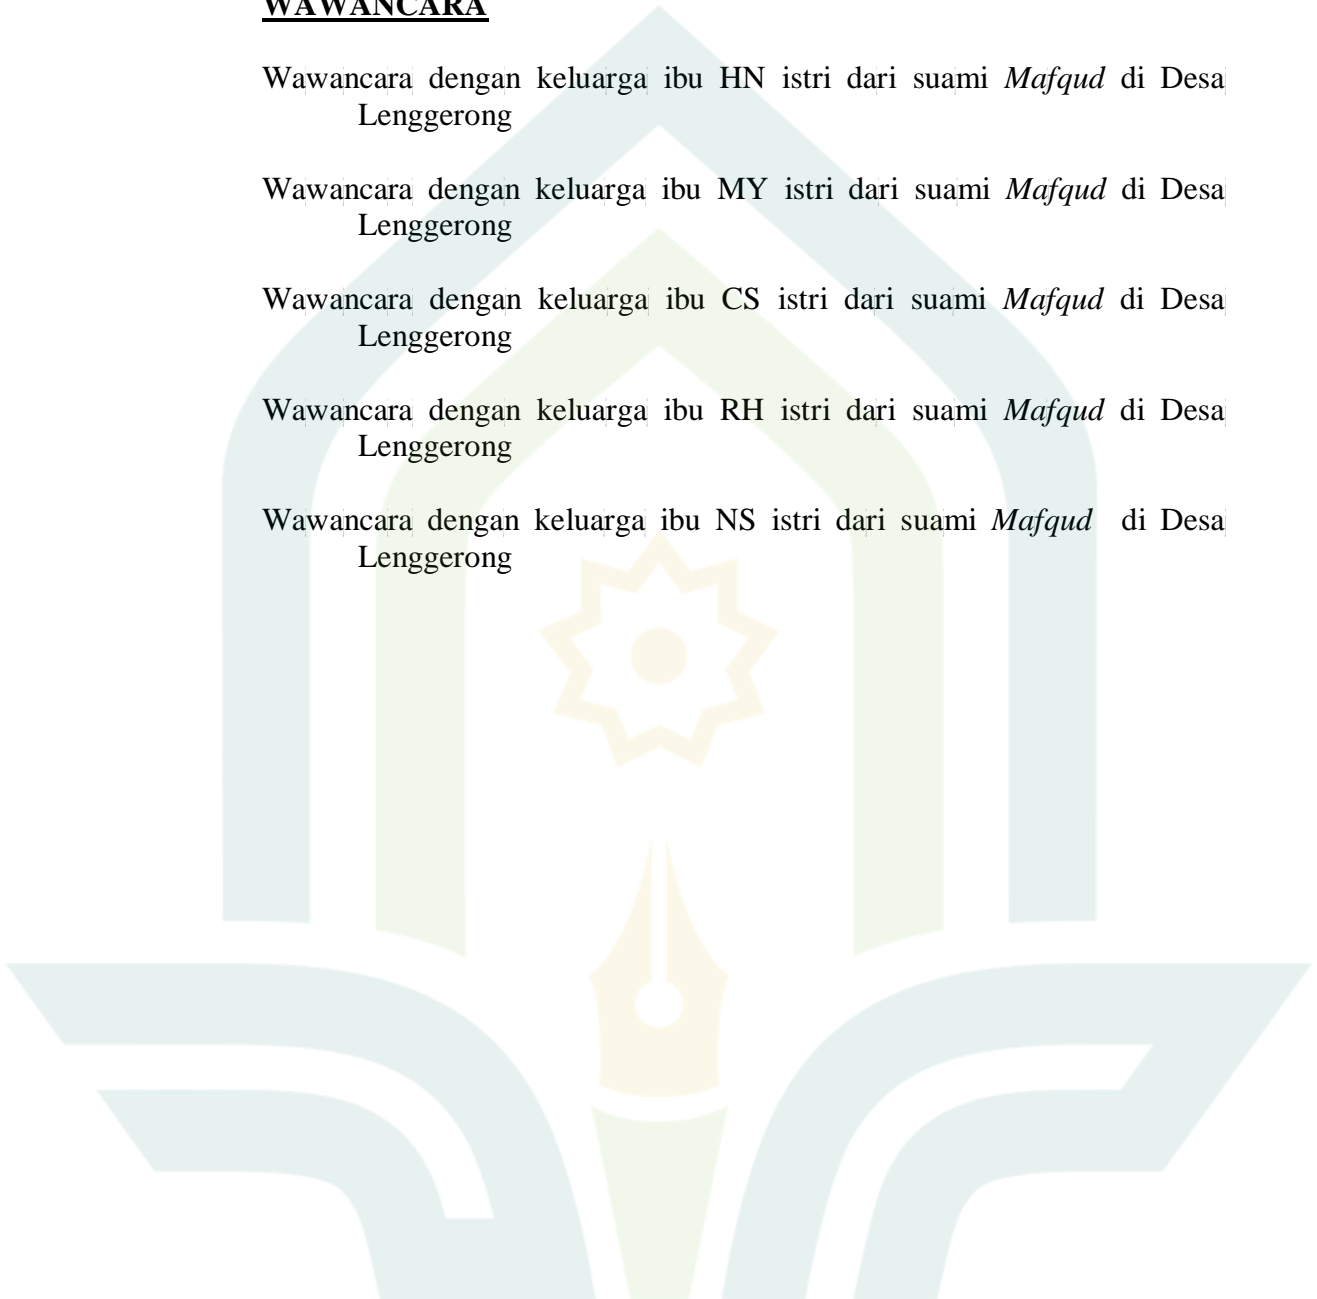 WAWANCARA
Wawancara dengan keluarga ibu HN istri dari suami Mafqud di Desa
Lenggerong
Wawancara dengan keluarga ibu MY istri dari suami Mafqud di Desa
Lenggerong
Wawancara dengan keluarga ibu CS istri dari suami Mafqud di Desa
Lenggerong
Wawancara dengan keluarga ibu RH istri dari suami Mafqud di Desa
Lenggerong
Wawancara dengan keluarga ibu NS istri dari suami Mafqud di Desa
Lenggerong